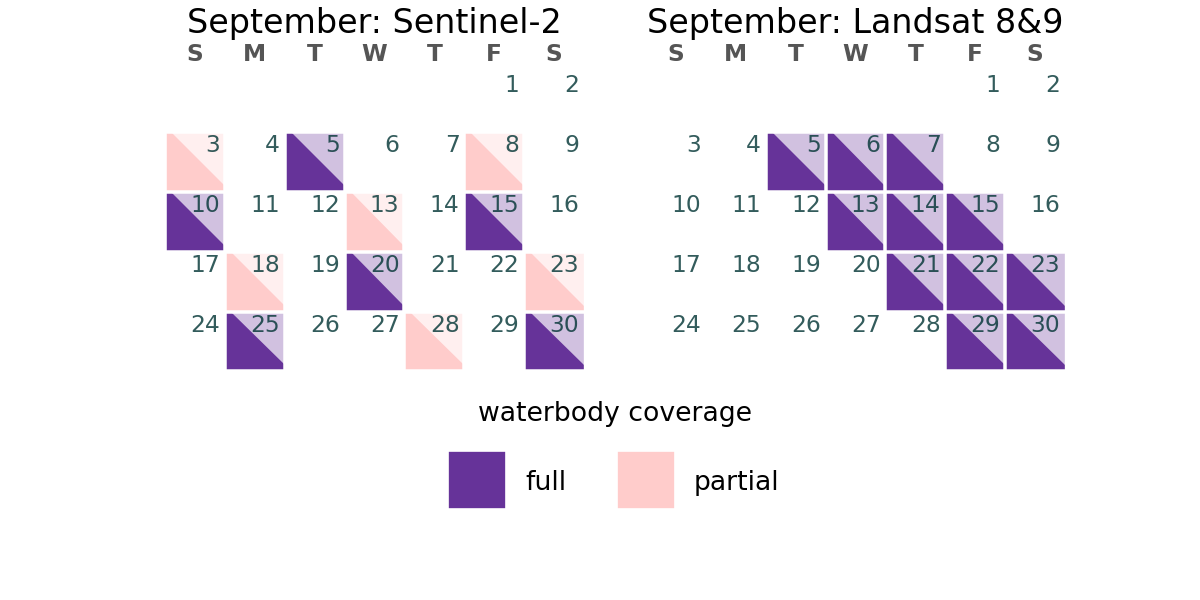 September: Sentinel-2
S M T W T F S
1 2
3 4 5 6 7 8 9
10 11 12 13 14 15 16
17 18 19 20 21 22 23
24 25 26 27 28 29 30
September: Landsat 8&9
S M T W T F S
1 2
3 4 5 6 7 8 9
10 11 12 13 14 15 16
17 18 19 20 21 22 23
24 25 26 27 28 29 30
waterbody coverage
full partial